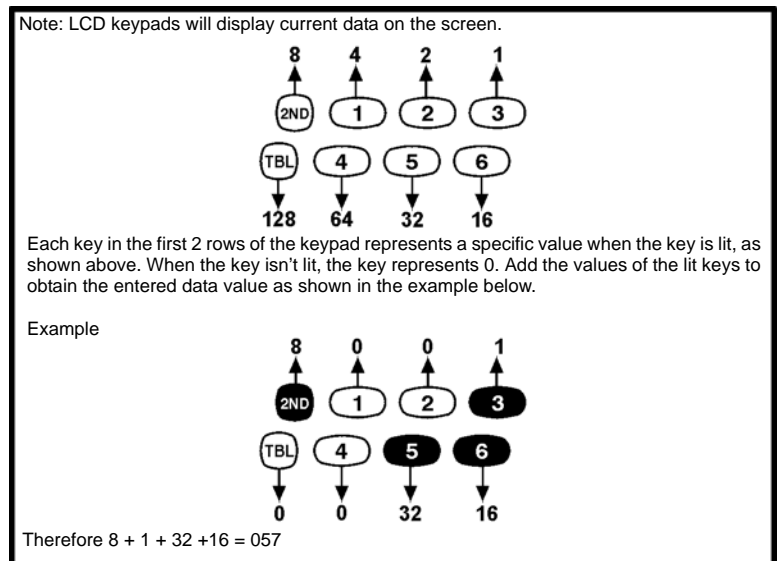 Note: LCD keypads will display current data on the screen.
8 4 2 1
2ND 1 2 3
TBL 4 5 6
128 64 32 16
Each key in the first 2 rows of the keypad represents a specific value when the key is lit, as
shown above. When the key isn't lit, the key represents 0. Add the values of the lit keys to
obtain the entered data value as shown in the example below.
Example
8 0 0 1
2ND 1 2 3
TBL 4 5 6
0 0 32 16
Therefore 8 + 1 + 32 +16 = 057